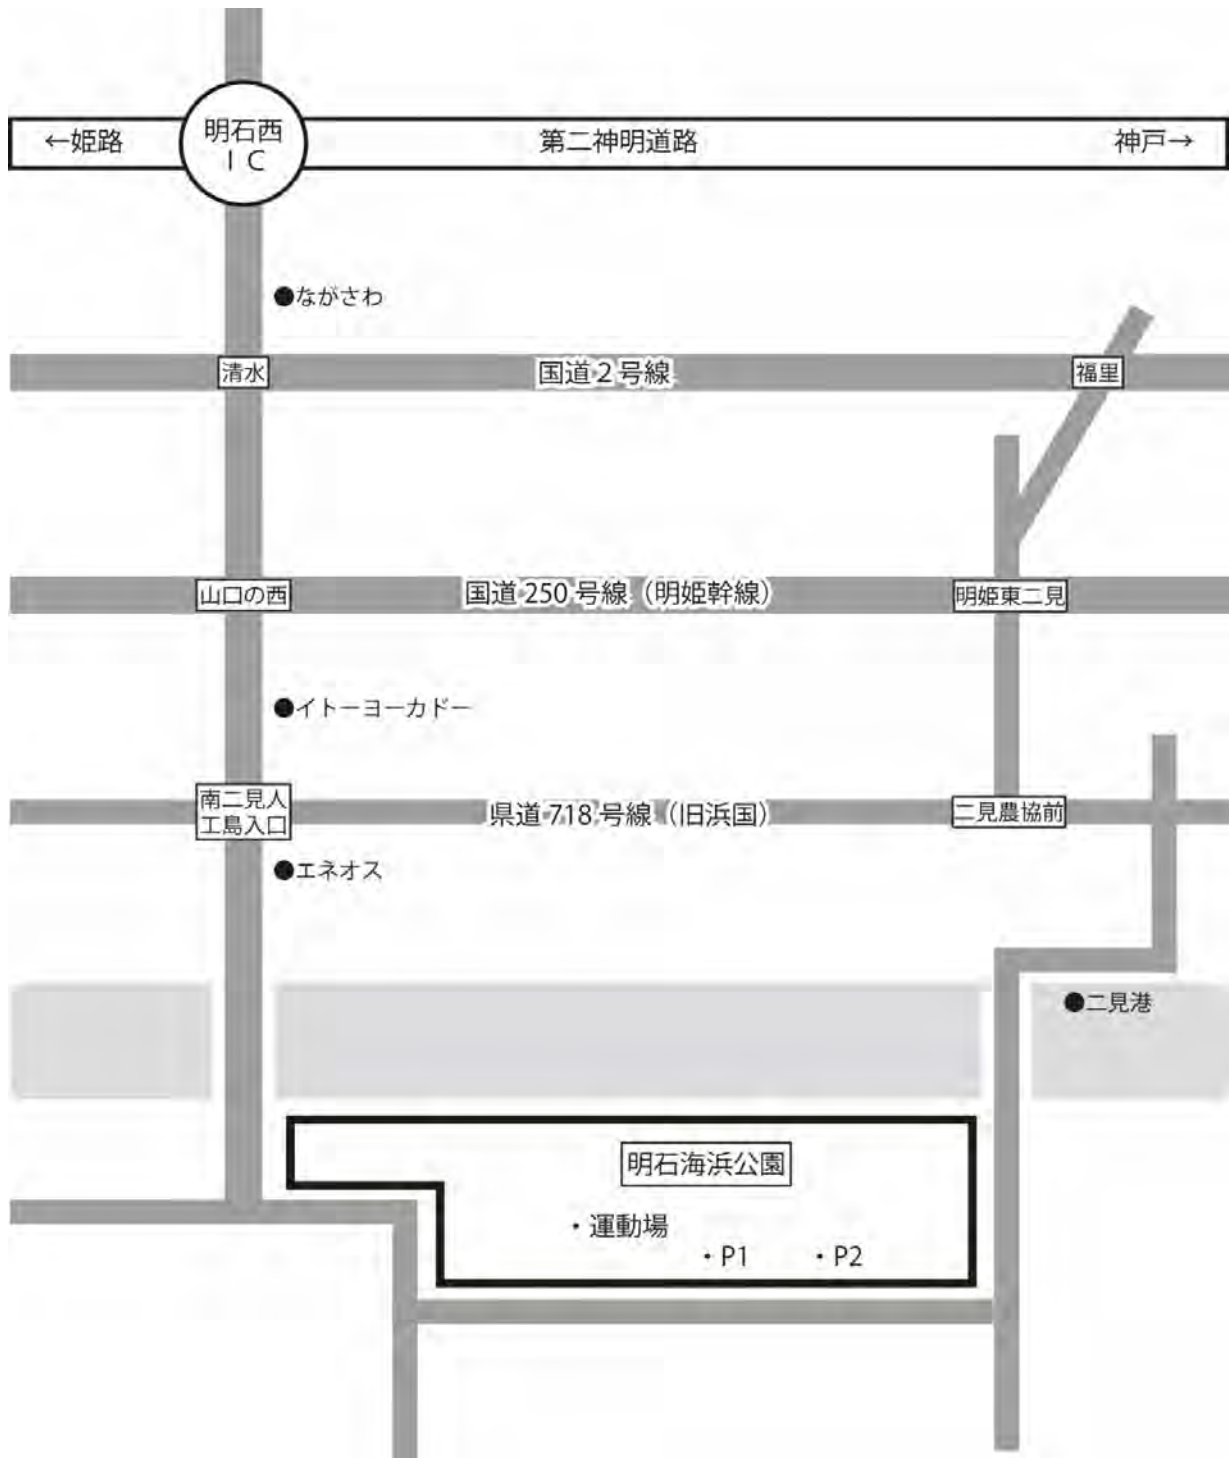 ←姫路
明石西
IC
第二神明道路
神戸→
●ながさわ
清水
国道2号線
福里
山口の西
国道250号線(明姫幹線)
明姫東二見
●イトーヨーカドー
南二見人
工島入口
県道718号線(旧浜国)
二見農協前
●エネオス
●二見港
明石海浜公園
・運動場
・P1
・P2